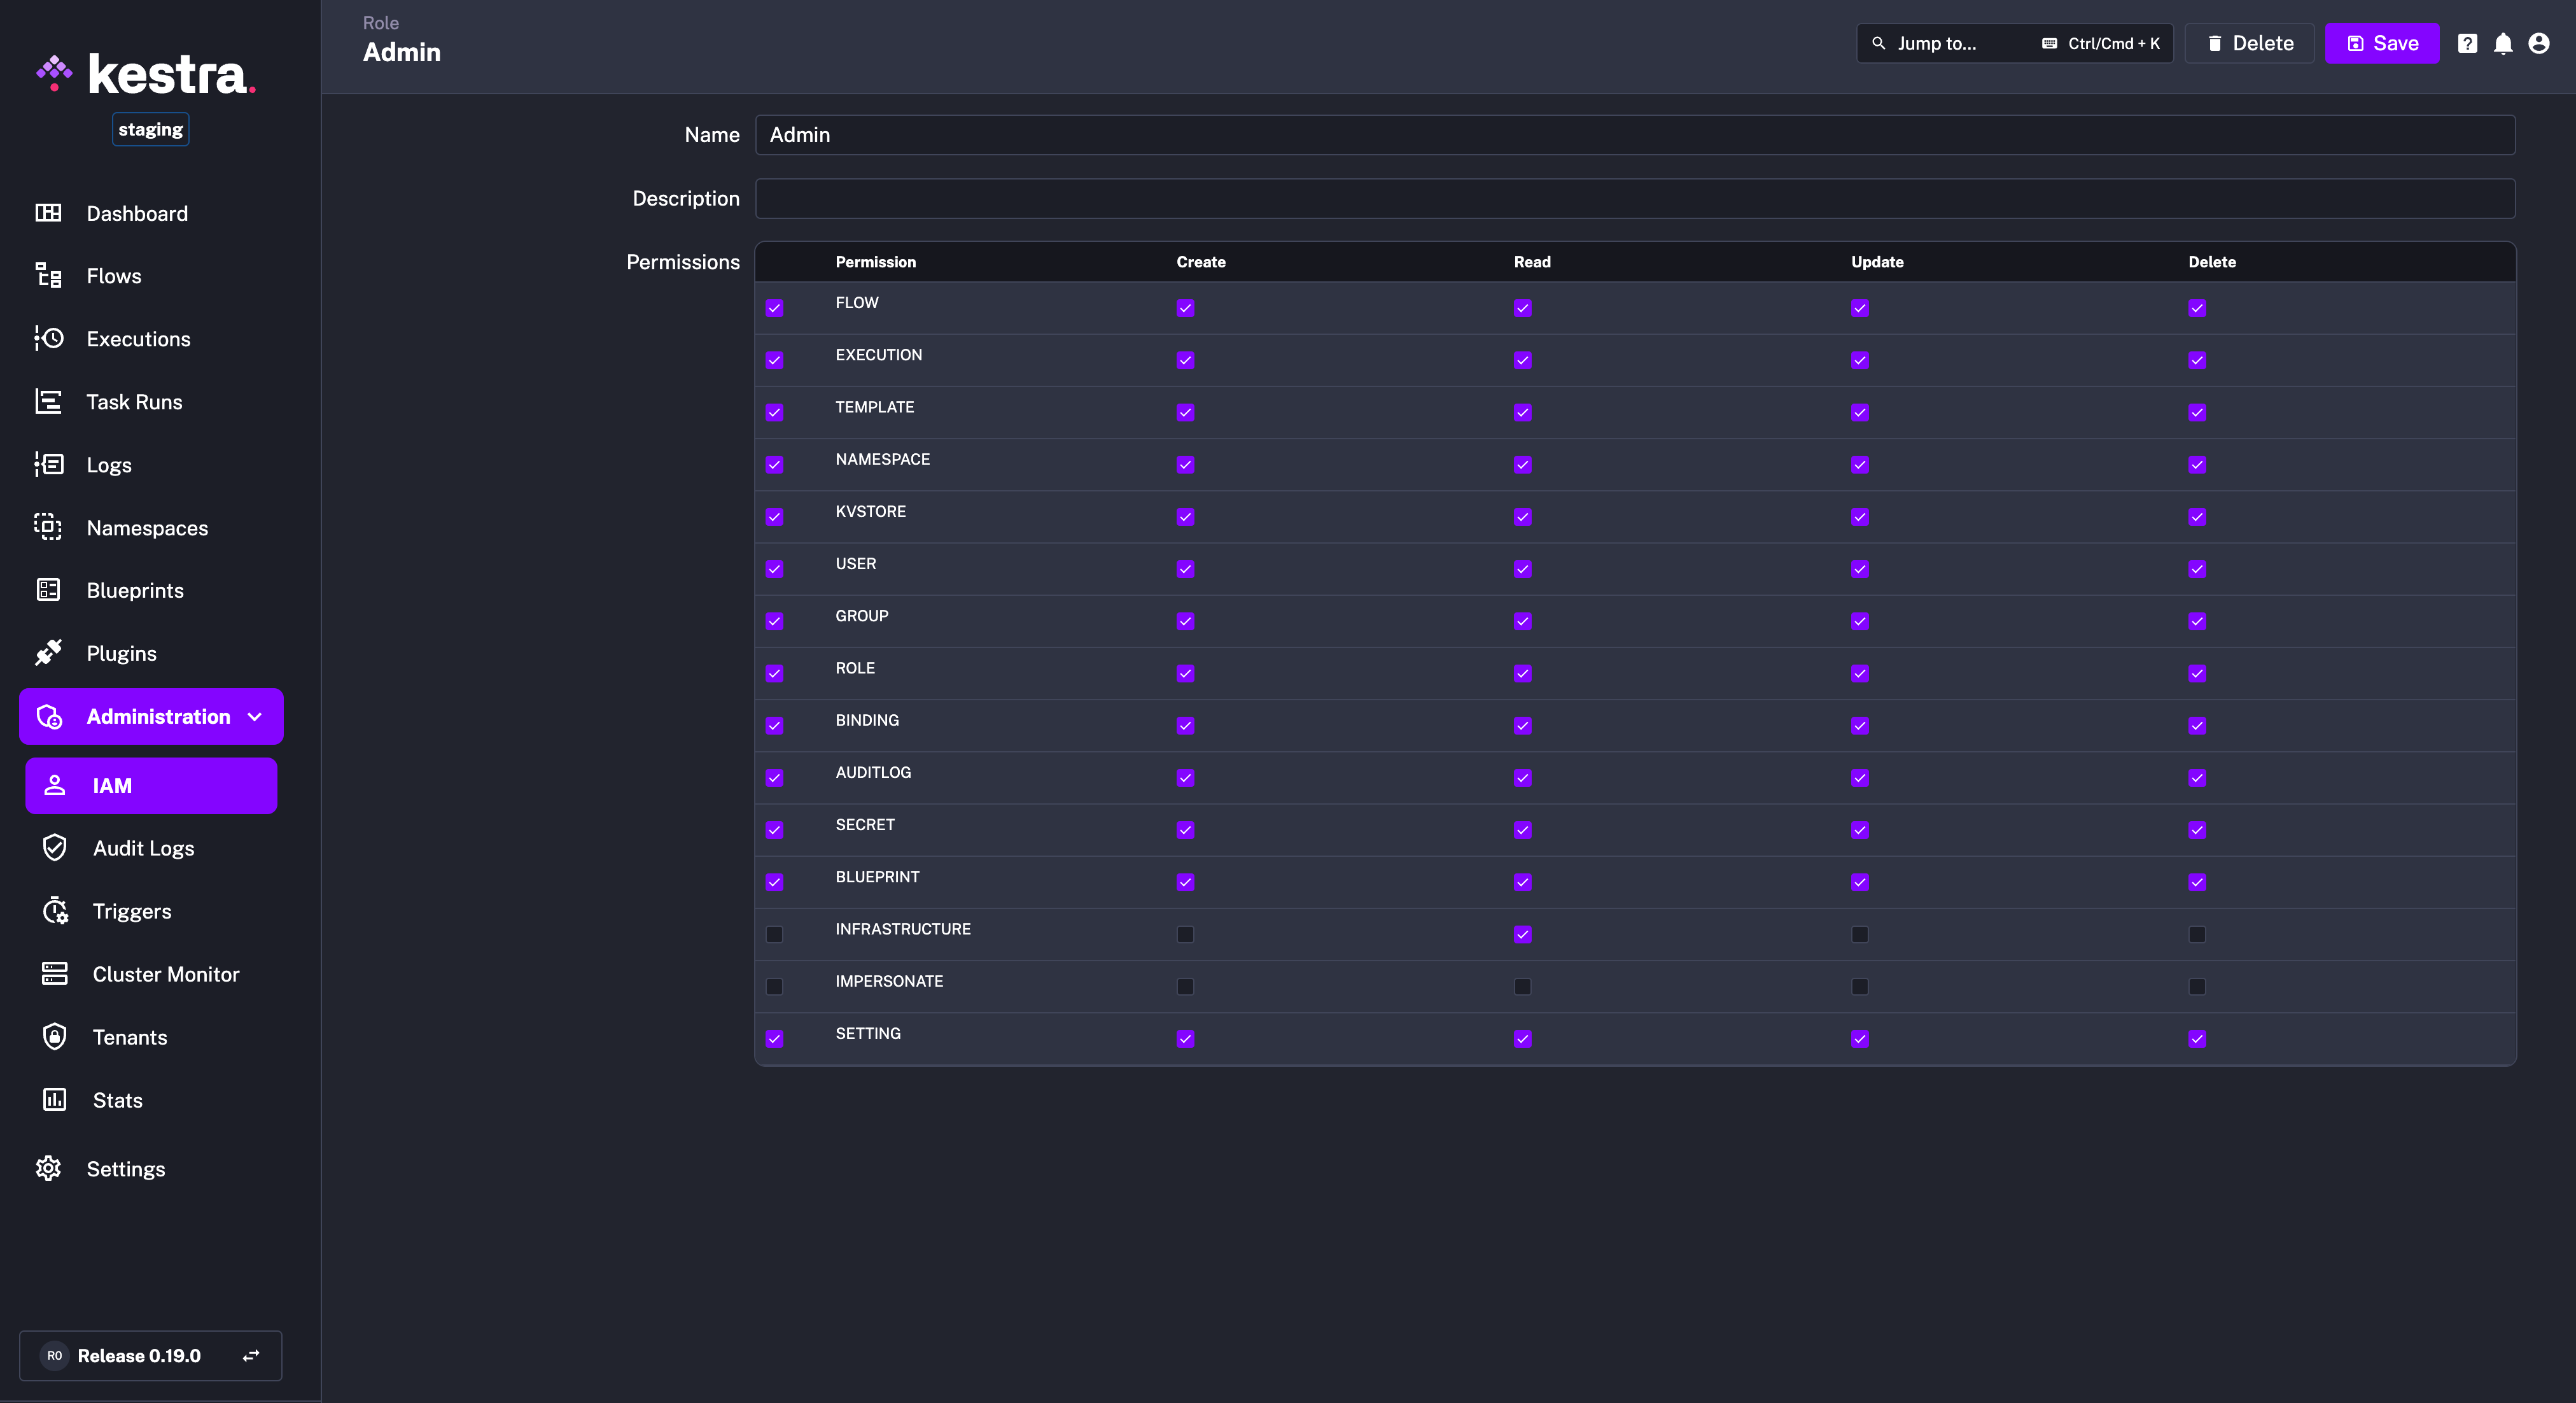 kestra.
staging
Dashboard
Flows
Executions
Task Runs
Logs
Namespaces
Blueprints
Plugins
Administration
IAM
Audit Logs
Triggers
Cluster Monitor
Tenants
Stats
Settings
R0 Release 0.19.0
Role
Admin
Jump to... Ctrl/Cmd + K Delete Save ?
Name Admin
Description
Permissions
Permission Create Read Update Delete
FLOW
EXECUTION
TEMPLATE
NAMESPACE
KVSTORE
USER
GROUP
ROLE
BINDING
AUDITLOG
SECRET
BLUEPRINT
INFRASTRUCTURE
IMPERSONATE
SETTING